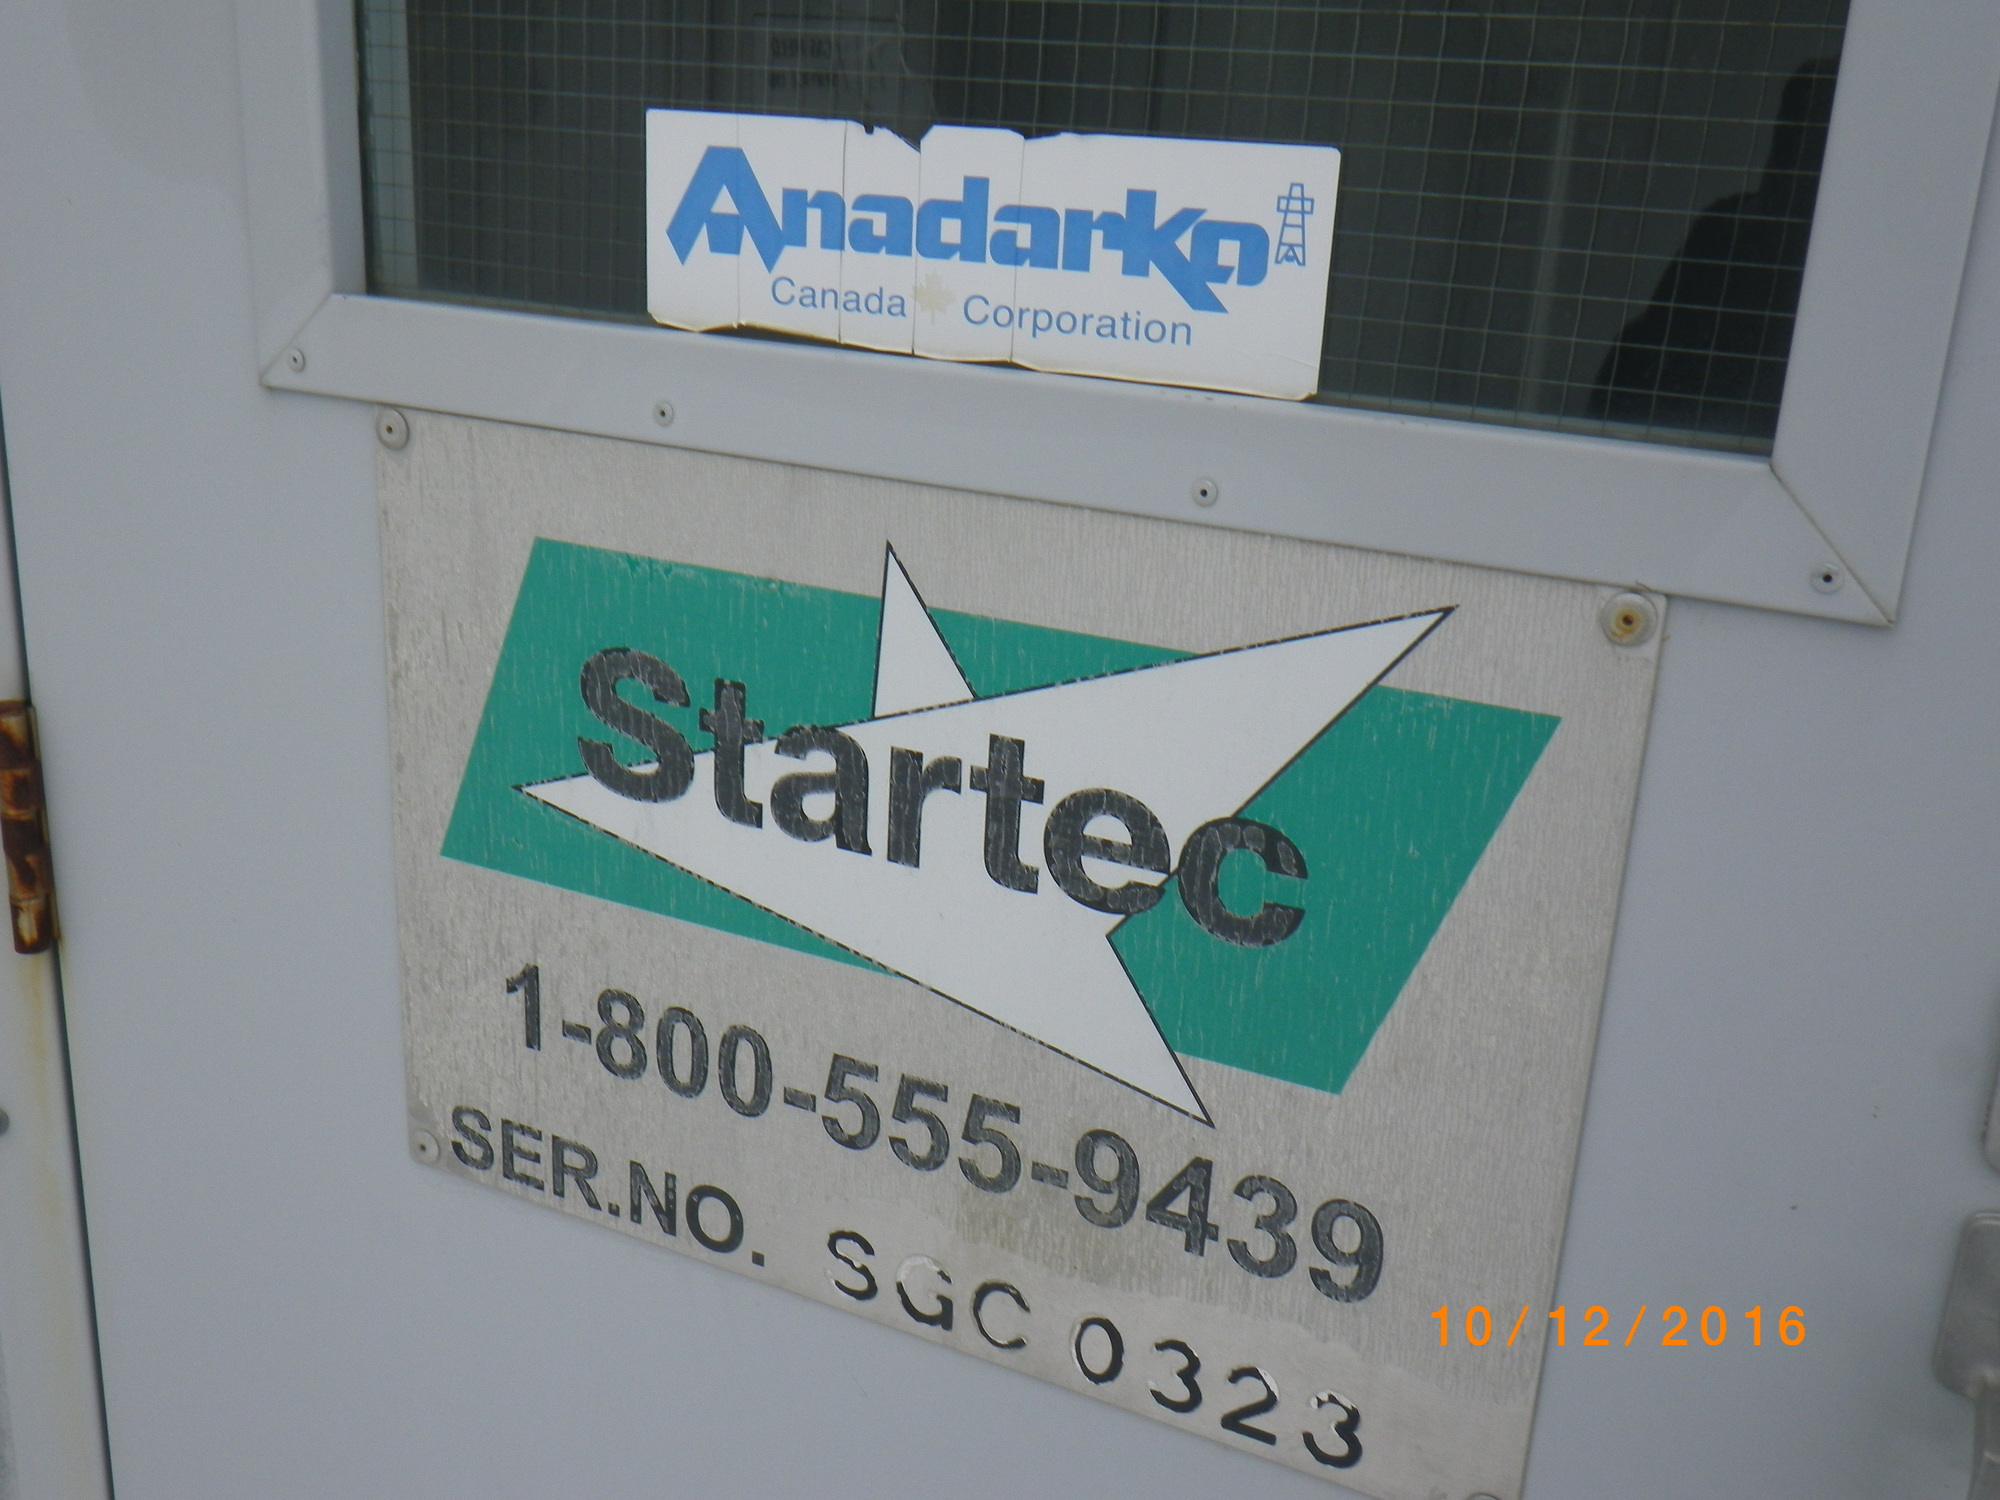 Anadarko
Canada Corporation
Startec
1-800-555-9439
SER.NO. SGC 0323
10/12/2016